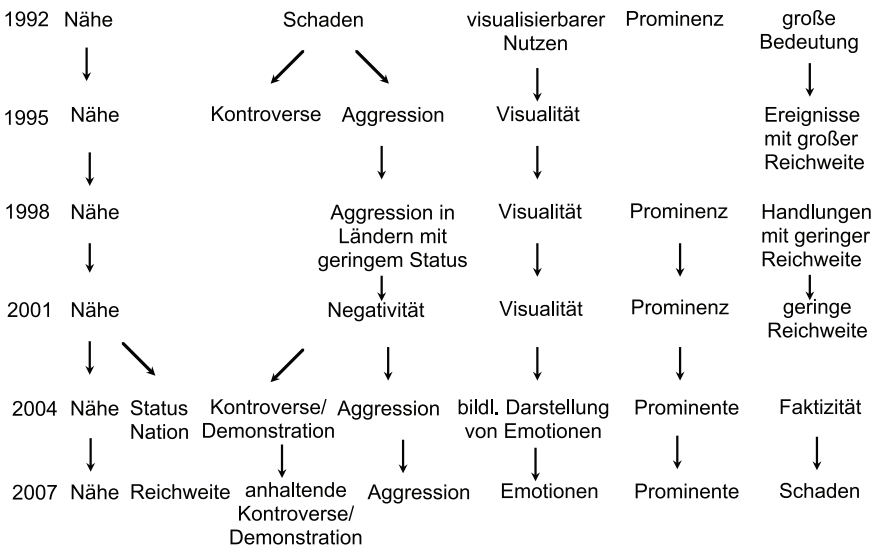 1992 Nähe Schaden visualisierbarer Prominenz große
Nutzen Bedeutung
1995 Nähe Kontroverse Aggression Visualität Ereignisse
mit großer
Reichweite
1998 Nähe Aggression in Visualität Prominenz Handlungen
Ländern mit mit geringer
geringem Status Reichweite
2001 Nähe Negativität Visualität Prominenz geringe
Reichweite
2004 Nähe Status Kontroverse/ Aggression bildl. Darstellung Prominente Faktizität
Nation Demonstration von Emotionen
2007 Nähe Reichweite anhaltende Aggression Emotionen Prominente Schaden
Kontroverse/
Demonstration